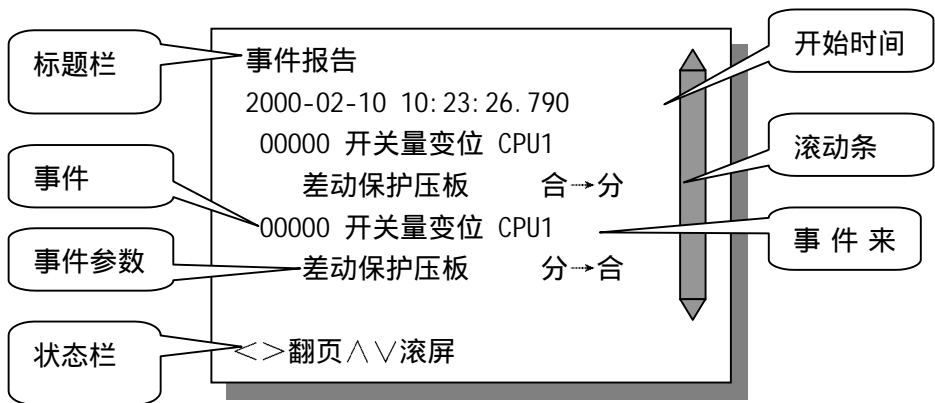 标题栏
事件
事件参数
状态栏
事件报告
2000-02-10 10:23:26.790
00000 开关量变位 CPU1
差动保护压板 合→分
00000 开关量变位 CPU1
差动保护压板 分→合
＜＞翻页∧∨滚屏
开始时间
滚动条
事 件 来